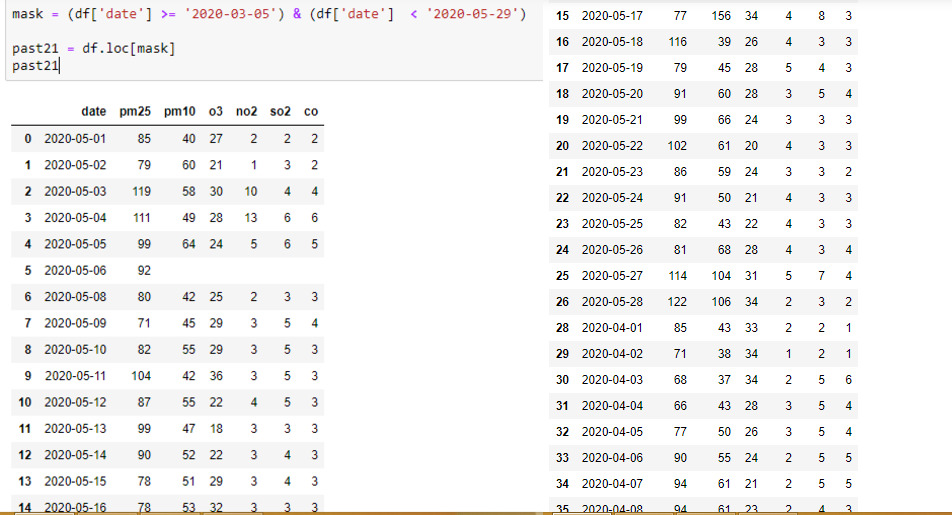 mask = (df['date'] >= '2020-03-05') & (df['date'] < '2020-05-29')
past21 = df.loc[mask]
past21
date pm25 pm10 o3 no2 so2 co
0 2020-05-01 85 40 27 2 2 2
1 2020-05-02 79 60 21 1 3 2
2 2020-05-03 119 58 30 10 4 4
3 2020-05-04 111 49 28 13 6 6
4 2020-05-05 99 64 24 5 6 5
5 2020-05-06 92
6 2020-05-08 80 42 25 2 3 3
7 2020-05-09 71 45 29 3 5 4
8 2020-05-10 82 55 29 3 5 3
9 2020-05-11 104 42 36 3 5 3
10 2020-05-12 87 55 22 4 5 3
11 2020-05-13 99 47 18 3 3 3
12 2020-05-14 90 52 22 3 4 3
13 2020-05-15 78 51 29 3 4 3
14 2020-05-16 78 53 32 3 3 3
15 2020-05-17 77 156 34 4 8 3
16 2020-05-18 116 39 26 4 3 3
17 2020-05-19 79 45 28 5 4 3
18 2020-05-20 91 60 28 3 5 4
19 2020-05-21 99 66 24 3 3 3
20 2020-05-22 102 61 20 4 3 3
21 2020-05-23 86 59 24 3 3 2
22 2020-05-24 91 50 21 4 3 3
23 2020-05-25 82 43 22 4 3 3
24 2020-05-26 81 68 28 4 3 4
25 2020-05-27 114 104 31 5 7 4
26 2020-05-28 122 106 34 2 3 2
28 2020-04-01 85 43 33 2 2 1
29 2020-04-02 71 38 34 1 2 1
30 2020-04-03 68 37 34 2 5 6
31 2020-04-04 66 43 28 3 5 4
32 2020-04-05 77 50 26 3 5 4
33 2020-04-06 90 55 24 2 5 5
34 2020-04-07 94 61 21 2 5 5
35 2020-04-08 94 61 23 2 4 3